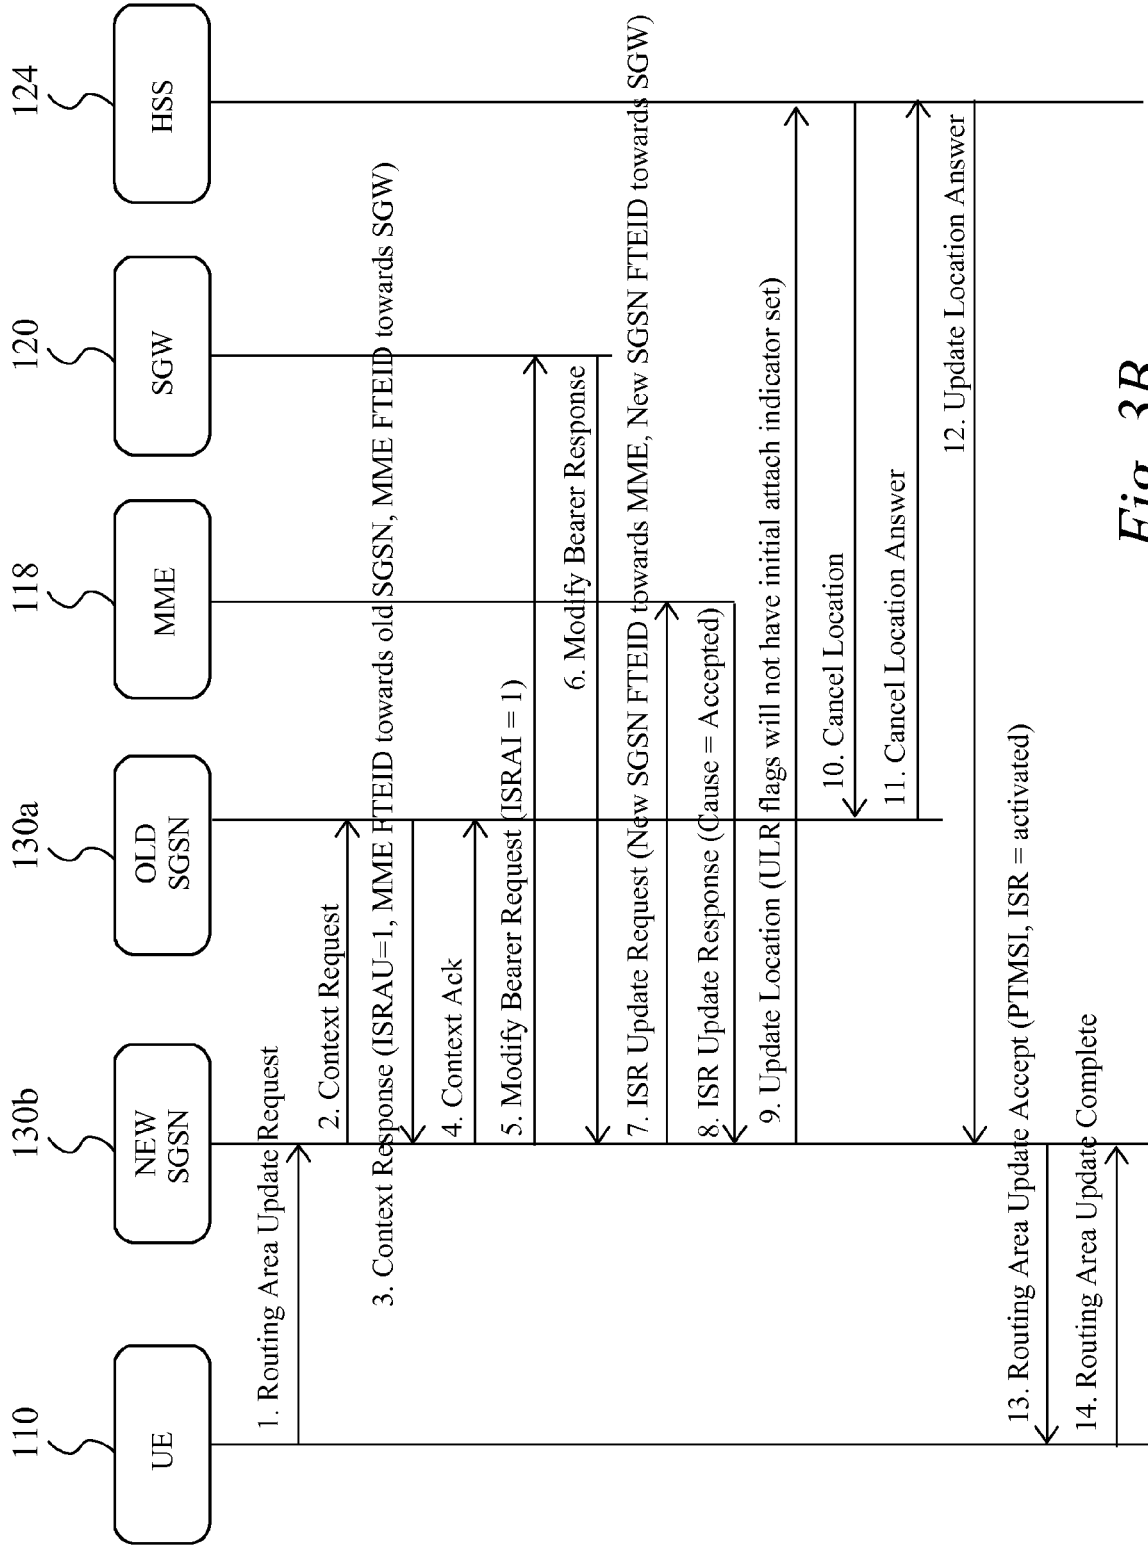 110
130b
130a
118
120
124
UE
NEW
SGSN
OLD
SGSN
MME
SGW
HSS
1. Routing Area Update Request
2. Context Request
3. Context Response (ISRAU=1, MME FTEID towards old SGSN, MME FTEID towards SGW)
4. Context Ack
5. Modify Bearer Request (ISRAI = 1)
6. Modify Bearer Response
7. ISR Update Request (New SGSN FTEID towards MME, New SGSN FTEID towards SGW)
8. ISR Update Response (Cause = Accepted)
9. Update Location (ULR flags will not have initial attach indicator set)
10. Cancel Location
11. Cancel Location Answer
12. Update Location Answer
13. Routing Area Update Accept (PTMSI, ISR = activated)
14. Routing Area Update Complete
Fig. 3B